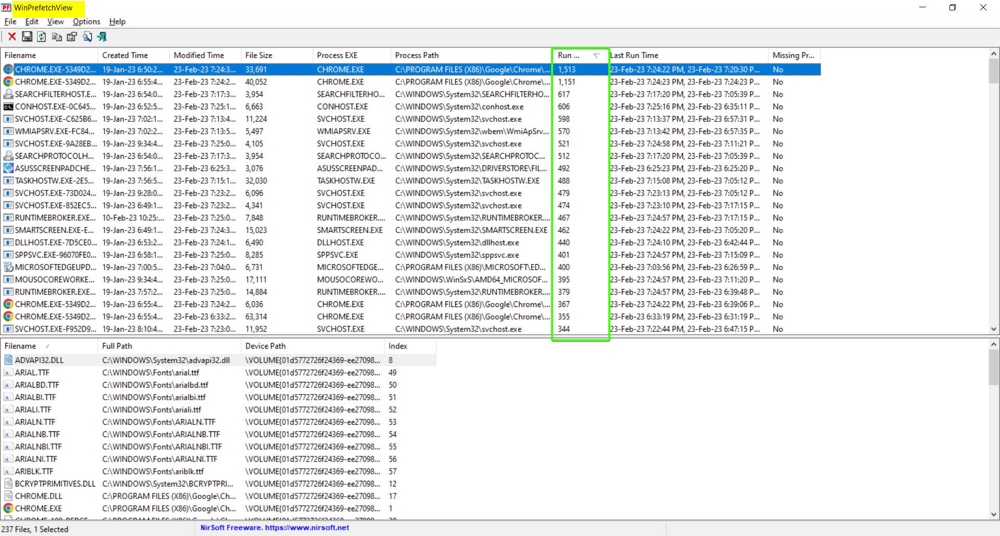 WinPrefetchView
File Edit View Options Help
Filename Created Time Modified Time File Size Process EXE Process Path Run ... Last Run Time Missing Pr...
CHROME.EXE-5349D2... 19-Jan-23 6:50:2... 23-Feb-23 7:24:3... 33,691 CHROME.EXE C:\PROGRAM FILES (X86)\Google\Chrome\... 1,513 23-Feb-23 7:24:22 PM, 23-Feb-23 7:20:30 P... No
CHROME.EXE-5349D2... 19-Jan-23 6:55:4... 23-Feb-23 7:24:2... 40,052 CHROME.EXE C:\PROGRAM FILES (X86)\Google\Chrome\... 1,151 23-Feb-23 7:24:23 PM, 23-Feb-23 7:24:23 P... No
SEARCHFILTERHOST.E... 19-Jan-23 6:54:0... 23-Feb-23 7:17:3... 3,954 SEARCHFILTERHO... C:\WINDOWS\System32\SEARCHFILTERHO... 617 23-Feb-23 7:17:20 PM, 23-Feb-23 7:05:39 P... No
CONHOST.EXE-0C645... 19-Jan-23 6:52:5... 23-Feb-23 7:25:1... 6,663 CONHOST.EXE C:\WINDOWS\System32\conhost.exe 606 23-Feb-23 7:25:16 PM, 23-Feb-23 6:35:11 P... No
SVCHOST.EXE-C625B6... 19-Jan-23 7:02:1... 23-Feb-23 7:13:4... 11,224 SVCHOST.EXE C:\WINDOWS\System32\svchost.exe 598 23-Feb-23 7:13:37 PM, 23-Feb-23 6:57:31 P... No
WMIAPSRV.EXE-FC84... 19-Jan-23 7:02:2... 23-Feb-23 7:13:5... 5,497 WMIAPSRV.EXE C:\WINDOWS\System32\wbem\WmiApSrv... 570 23-Feb-23 7:13:42 PM, 23-Feb-23 6:57:35 P... No
SVCHOST.EXE-9A28EB... 19-Jan-23 9:34:4... 23-Feb-23 7:25:0... 4,105 SVCHOST.EXE C:\WINDOWS\System32\svchost.exe 521 23-Feb-23 7:24:58 PM, 23-Feb-23 7:11:21 P... No
SEARCHPROTOCOLH... 19-Jan-23 6:54:0... 23-Feb-23 7:17:3... 3,954 SEARCHPROTOCO... C:\WINDOWS\System32\SEARCHPROTOC... 512 23-Feb-23 7:17:20 PM, 23-Feb-23 7:05:39 P... No
ASUSSCREENPADCHE... 19-Jan-23 7:56:1... 23-Feb-23 6:25:3... 3,076 ASUSSCREENPAD... C:\WINDOWS\System32\DRIVERSTORE\FIL... 492 23-Feb-23 6:25:23 PM, 23-Feb-23 6:25:20 P... No
TASKHOSTW.EXE-2E5... 19-Jan-23 7:56:5... 23-Feb-23 7:15:1... 32,030 TASKHOSTW.EXE C:\WINDOWS\System32\TASKHOSTW.EXE 488 23-Feb-23 7:15:08 PM, 23-Feb-23 7:05:12 P... No
SVCHOST.EXE-73D024... 19-Jan-23 9:28:0... 23-Feb-23 7:23:2... 6,096 SVCHOST.EXE C:\WINDOWS\System32\svchost.exe 479 23-Feb-23 7:23:13 PM, 23-Feb-23 7:05:12 P... No
SVCHOST.EXE-852EC5... 19-Jan-23 6:49:1... 23-Feb-23 7:23:2... 4,341 SVCHOST.EXE C:\WINDOWS\System32\svchost.exe 474 23-Feb-23 7:23:10 PM, 23-Feb-23 7:17:15 P... No
RUNTIMEBROKER.EXE... 10-Feb-23 10:25:... 23-Feb-23 7:25:0... 7,848 RUNTIMEBROKER.... C:\WINDOWS\System32\RUNTIMEBROKER.... 467 23-Feb-23 7:24:57 PM, 23-Feb-23 7:17:15 P... No
SMARTSCREEN.EXE-E... 19-Jan-23 6:49:1... 23-Feb-23 7:24:3... 15,023 SMARTSCREEN.EXE C:\WINDOWS\System32\SMARTSCREEN.EXE 462 23-Feb-23 7:24:22 PM, 23-Feb-23 7:05:20 P... No
DLLHOST.EXE-7D5CE0... 19-Jan-23 6:53:2... 23-Feb-23 7:24:1... 6,490 DLLHOST.EXE C:\WINDOWS\System32\dllhost.exe 440 23-Feb-23 7:24:10 PM, 23-Feb-23 6:42:44 P... No
SPPSVC.EXE-96070FE0... 19-Jan-23 6:58:1... 23-Feb-23 7:25:0... 8,285 SPPSVC.EXE C:\WINDOWS\System32\sppsvc.exe 401 23-Feb-23 7:24:57 PM, 23-Feb-23 7:15:09 P... No
MICROSOFTEDGEUPD... 19-Jan-23 7:00:5... 23-Feb-23 7:04:0... 6,731 MICROSOFTEDGE... C:\PROGRAM FILES (X86)\MICROSOFT\ED... 400 23-Feb-23 7:03:56 PM, 23-Feb-23 6:26:59 P... No
MOUSOCOREWORKE... 19-Jan-23 9:34:4... 23-Feb-23 7:25:0... 17,111 MOUSOCOREWO... C:\WINDOWS\WinSxS\AMD64_MICROSOF... 395 23-Feb-23 7:24:57 PM, 23-Feb-23 7:11:20 P... No
RUNTIMEBROKER.EXE... 19-Jan-23 7:57:2... 23-Feb-23 7:25:0... 14,884 RUNTIMEBROKER.... C:\WINDOWS\System32\RUNTIMEBROKER.... 379 23-Feb-23 7:24:57 PM, 23-Feb-23 6:39:48 P... No
CHROME.EXE-5349D2... 19-Jan-23 6:55:4... 23-Feb-23 7:24:2... 6,036 CHROME.EXE C:\PROGRAM FILES (X86)\Google\Chrome\... 367 23-Feb-23 7:24:22 PM, 23-Feb-23 6:39:06 P... No
CHROME.EXE-5349D2... 19-Jan-23 6:55:4... 23-Feb-23 6:33:2... 63,314 CHROME.EXE C:\PROGRAM FILES (X86)\Google\Chrome\... 355 23-Feb-23 6:33:19 PM, 23-Feb-23 6:31:19 P... No
SVCHOST.EXE-F952D9... 19-Jan-23 8:10:4... 23-Feb-23 7:23:0... 11,952 SVCHOST.EXE C:\WINDOWS\System32\svchost.exe 344 23-Feb-23 7:22:44 PM, 23-Feb-23 6:47:15 P... No
Filename Full Path Device Path Index
ADVAPI32.DLL C:\WINDOWS\System32\advapi32.dll \VOLUME{01d5772726f24369-ee27098... 8
ARIAL.TTF C:\WINDOWS\Fonts\arial.ttf \VOLUME{01d5772726f24369-ee27098... 49
ARIALBD.TTF C:\WINDOWS\Fonts\arialbd.ttf \VOLUME{01d5772726f24369-ee27098... 50
ARIALBI.TTF C:\WINDOWS\Fonts\arialbi.ttf \VOLUME{01d5772726f24369-ee27098... 51
ARIALI.TTF C:\WINDOWS\Fonts\ariali.ttf \VOLUME{01d5772726f24369-ee27098... 52
ARIALN.TTF C:\WINDOWS\Fonts\ARIALN.TTF \VOLUME{01d5772726f24369-ee27098... 53
ARIALNB.TTF C:\WINDOWS\Fonts\ARIALNB.TTF \VOLUME{01d5772726f24369-ee27098... 54
ARIALNBI.TTF C:\WINDOWS\Fonts\ARIALNBI.TTF \VOLUME{01d5772726f24369-ee27098... 55
ARIALNI.TTF C:\WINDOWS\Fonts\ARIALNI.TTF \VOLUME{01d5772726f24369-ee27098... 56
ARIBLK.TTF C:\WINDOWS\Fonts\ariblk.ttf \VOLUME{01d5772726f24369-ee27098... 57
BCRYPTPRIMITIVES.DLL C:\WINDOWS\System32\BCRYPTPRI... \VOLUME{01d5772726f24369-ee27098... 12
CHROME.DLL C:\PROGRAM FILES (X86)\Google\Ch... \VOLUME{01d5772726f24369-ee27098... 17
CHROME.EXE C:\PROGRAM FILES (X86)\Google\Ch... \VOLUME{01d5772726f24369-ee27098... 1
237 Files, 1 Selected NirSoft Freeware. https://www.nirsoft.net